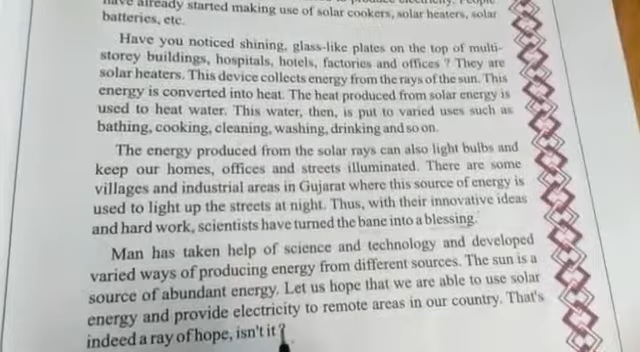 have already started making use of solar cookers, solar heaters, solar
batteries, etc.
Have you noticed shining, glass-like plates on the top of multi-
storey buildings, hospitals, hotels, factories and offices ? They are
solar heaters. This device collects energy from the rays of the sun. This
energy is converted into heat. The heat produced from solar energy is
used to heat water. This water, then, is put to varied uses such as
bathing, cooking, cleaning, washing, drinking and so on.
The energy produced from the solar rays can also light bulbs and
keep our homes, offices and streets illuminated. There are some
villages and industrial areas in Gujarat where this source of energy is
used to light up the streets at night. Thus, with their innovative ideas
and hard work, scientists have turned the bane into a blessing.
Man has taken help of science and technology and developed
varied ways of producing energy from different sources. The sun is a
source of abundant energy. Let us hope that we are able to use solar
energy and provide electricity to remote areas in our country. That's
indeed a ray of hope, isn't it ?